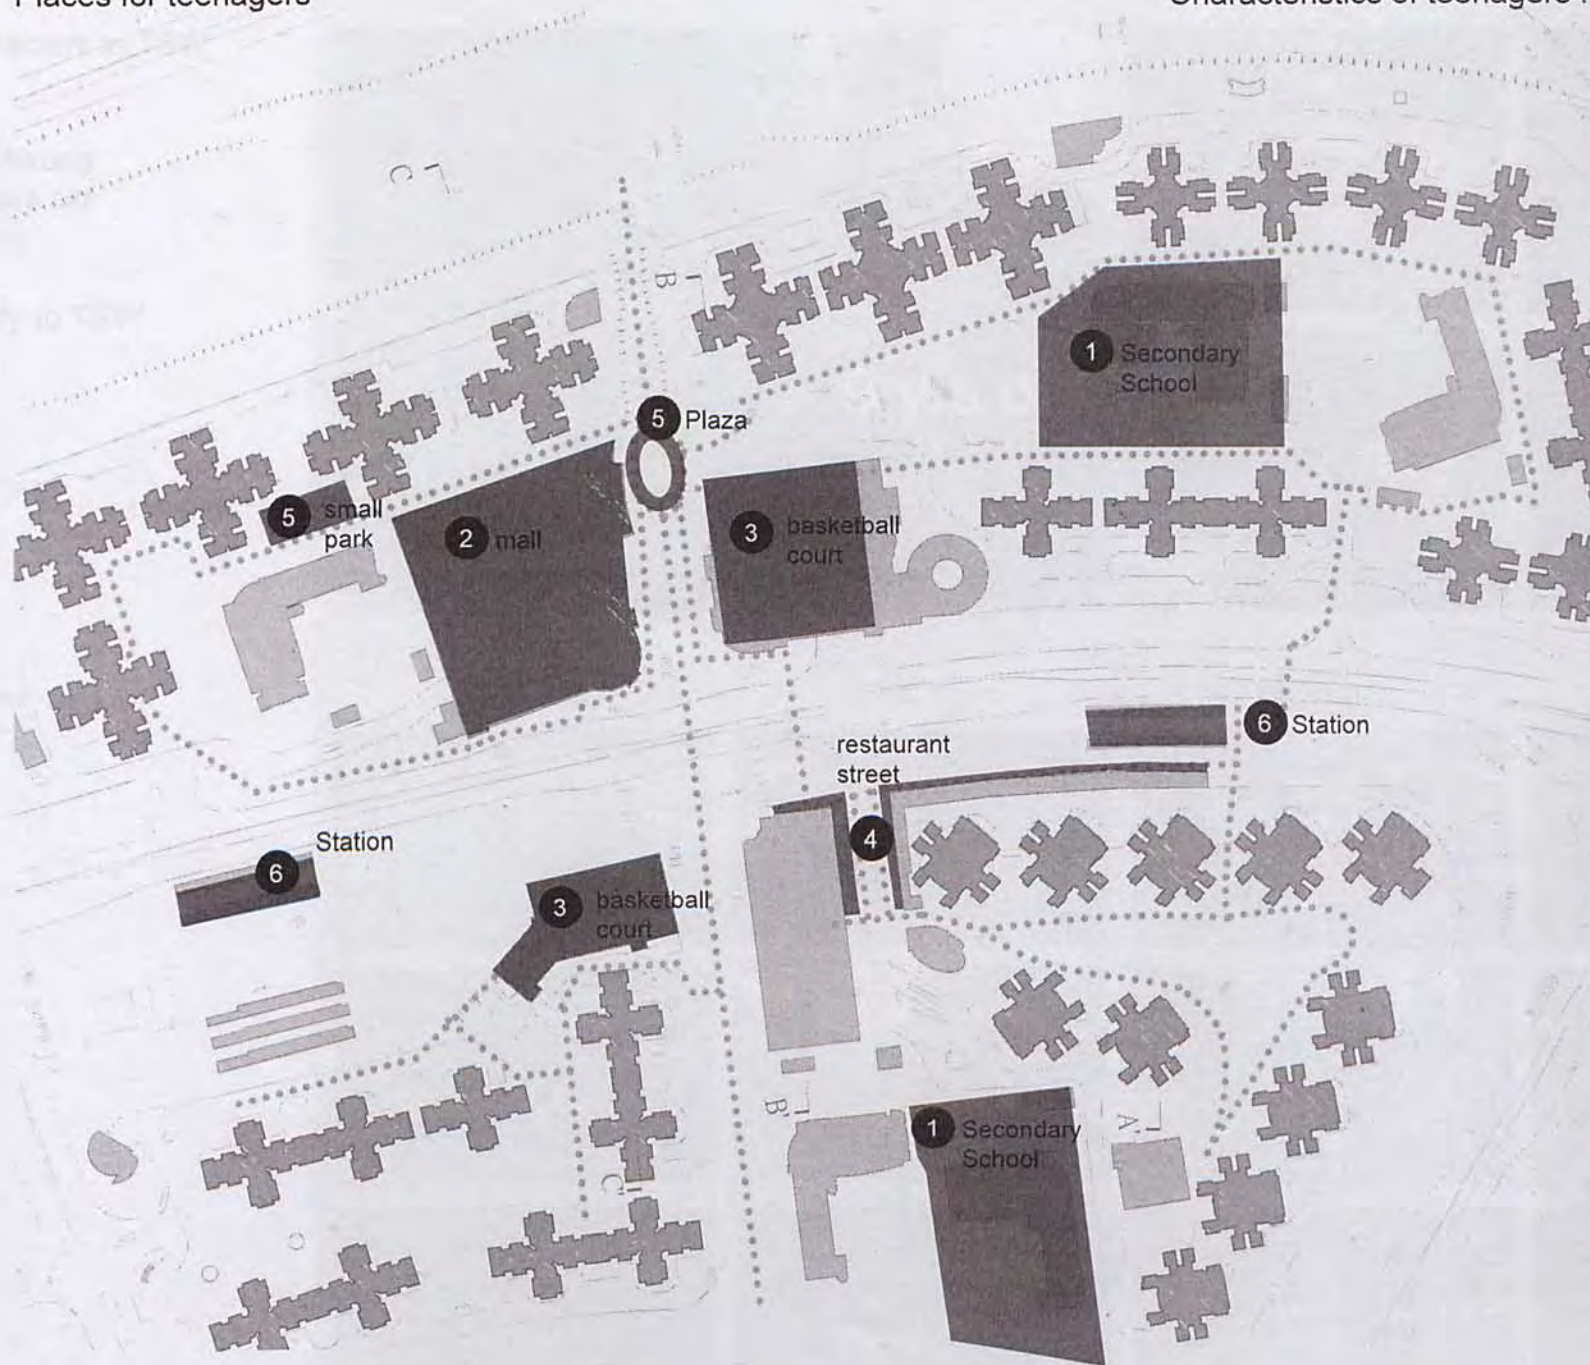 Places for teenagers
Characteristics of teenagers
C
B
1 Secondary
School
5 Plaza
5 small
park
2 mall
3 basketball
court
restaurant
street
6 Station
4
Station
6
3 basketball
court
B'
A'
1 Secondary
School
C'